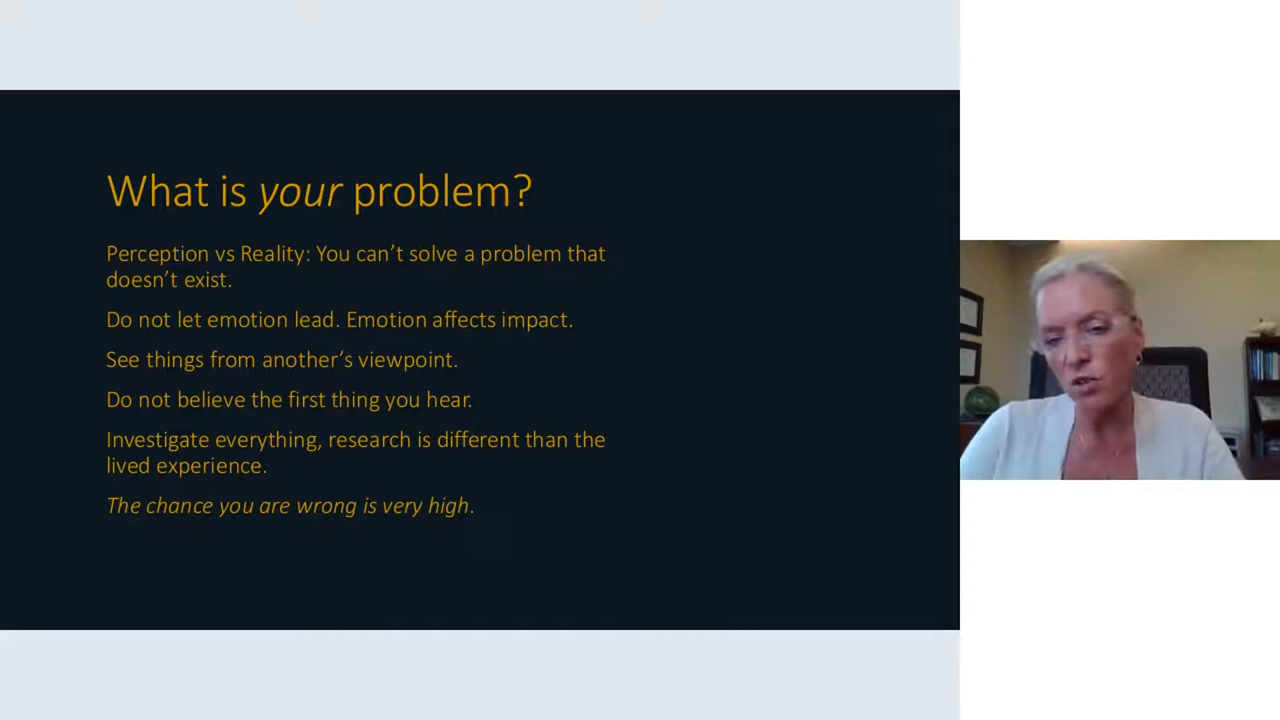 What is your problem?
Perception vs Reality: You can’t solve a problem that
doesn’t exist.
Do not let emotion lead. Emotion affects impact.
See things from another’s viewpoint.
Do not believe the first thing you hear.
Investigate everything, research is different than the
lived experience.
The chance you are wrong is very high.